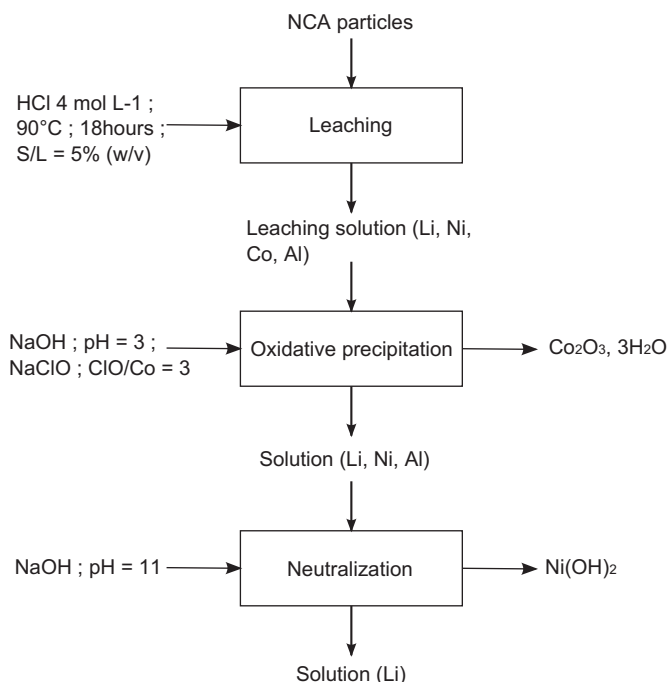 NCA particles
HCl 4 mol L-1 ;
90°C ; 18hours ;
S/L = 5% (w/v)
Leaching
Leaching solution (Li, Ni,
Co, Al)
NaOH ; pH = 3 ;
NaClO ; ClO/Co = 3
Oxidative precipitation
Co2O3, 3H2O
Solution (Li, Ni, Al)
NaOH ; pH = 11
Neutralization
Ni(OH)2
Solution (Li)